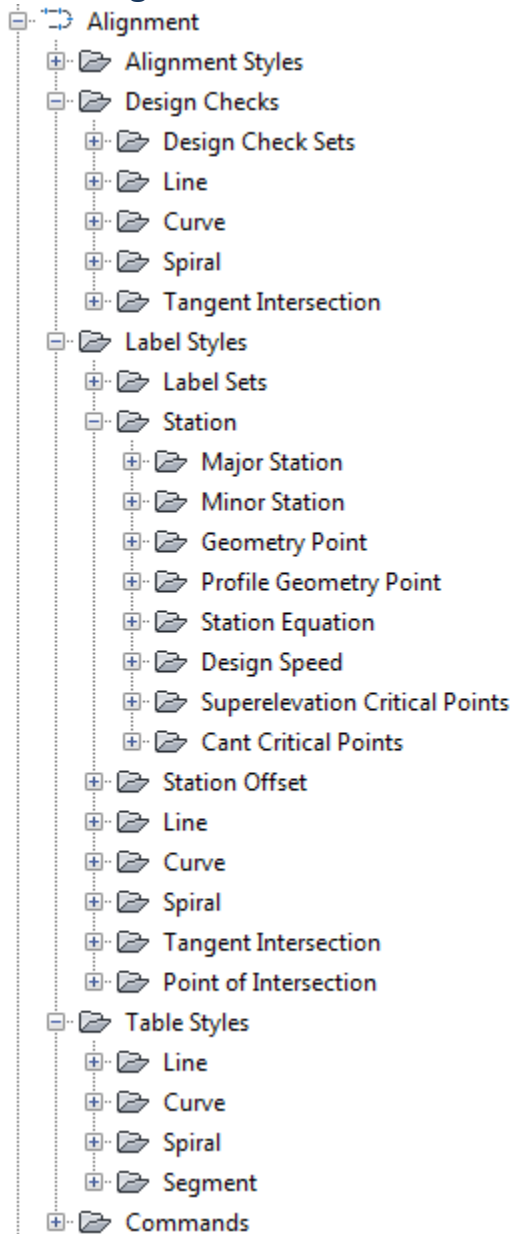 Alignment
Alignment Styles
Design Checks
Design Check Sets
Line
Curve
Spiral
Tangent Intersection
Label Styles
Label Sets
Station
Major Station
Minor Station
Geometry Point
Profile Geometry Point
Station Equation
Design Speed
Superelevation Critical Points
Cant Critical Points
Station Offset
Line
Curve
Spiral
Tangent Intersection
Point of Intersection
Table Styles
Line
Curve
Spiral
Segment
Commands